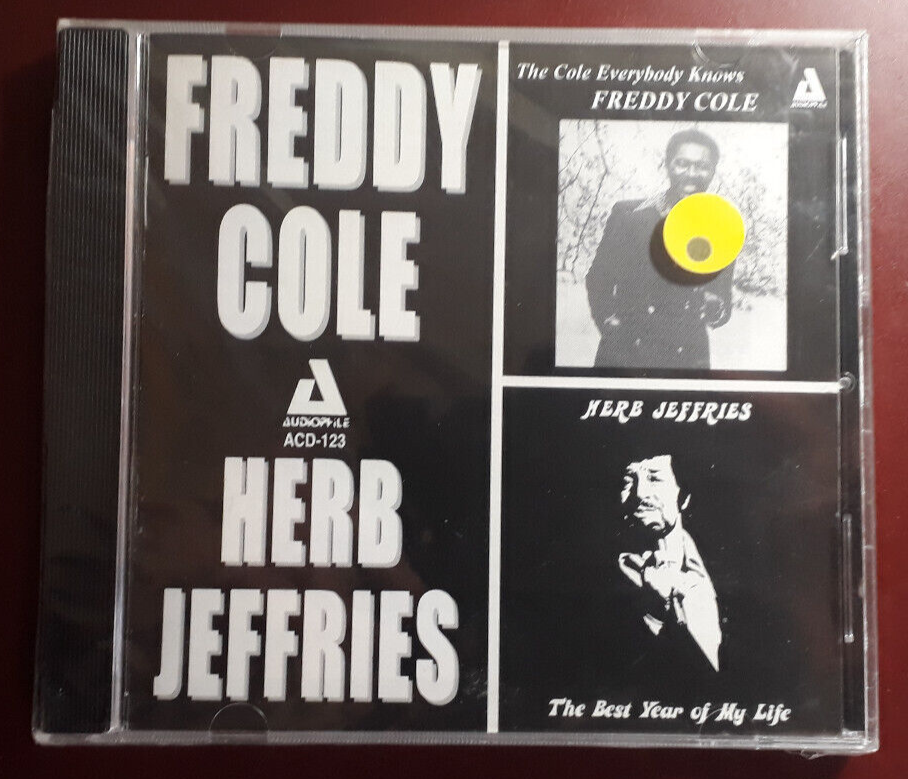 FREDDY
COLE
AUDIOPHILE
ACD-123
HERB
JEFFRIES
The Cole Everybody Knows
FREDDY COLE
AUDIOPHILE
HERB JEFFRIES
The Best Year of My Life